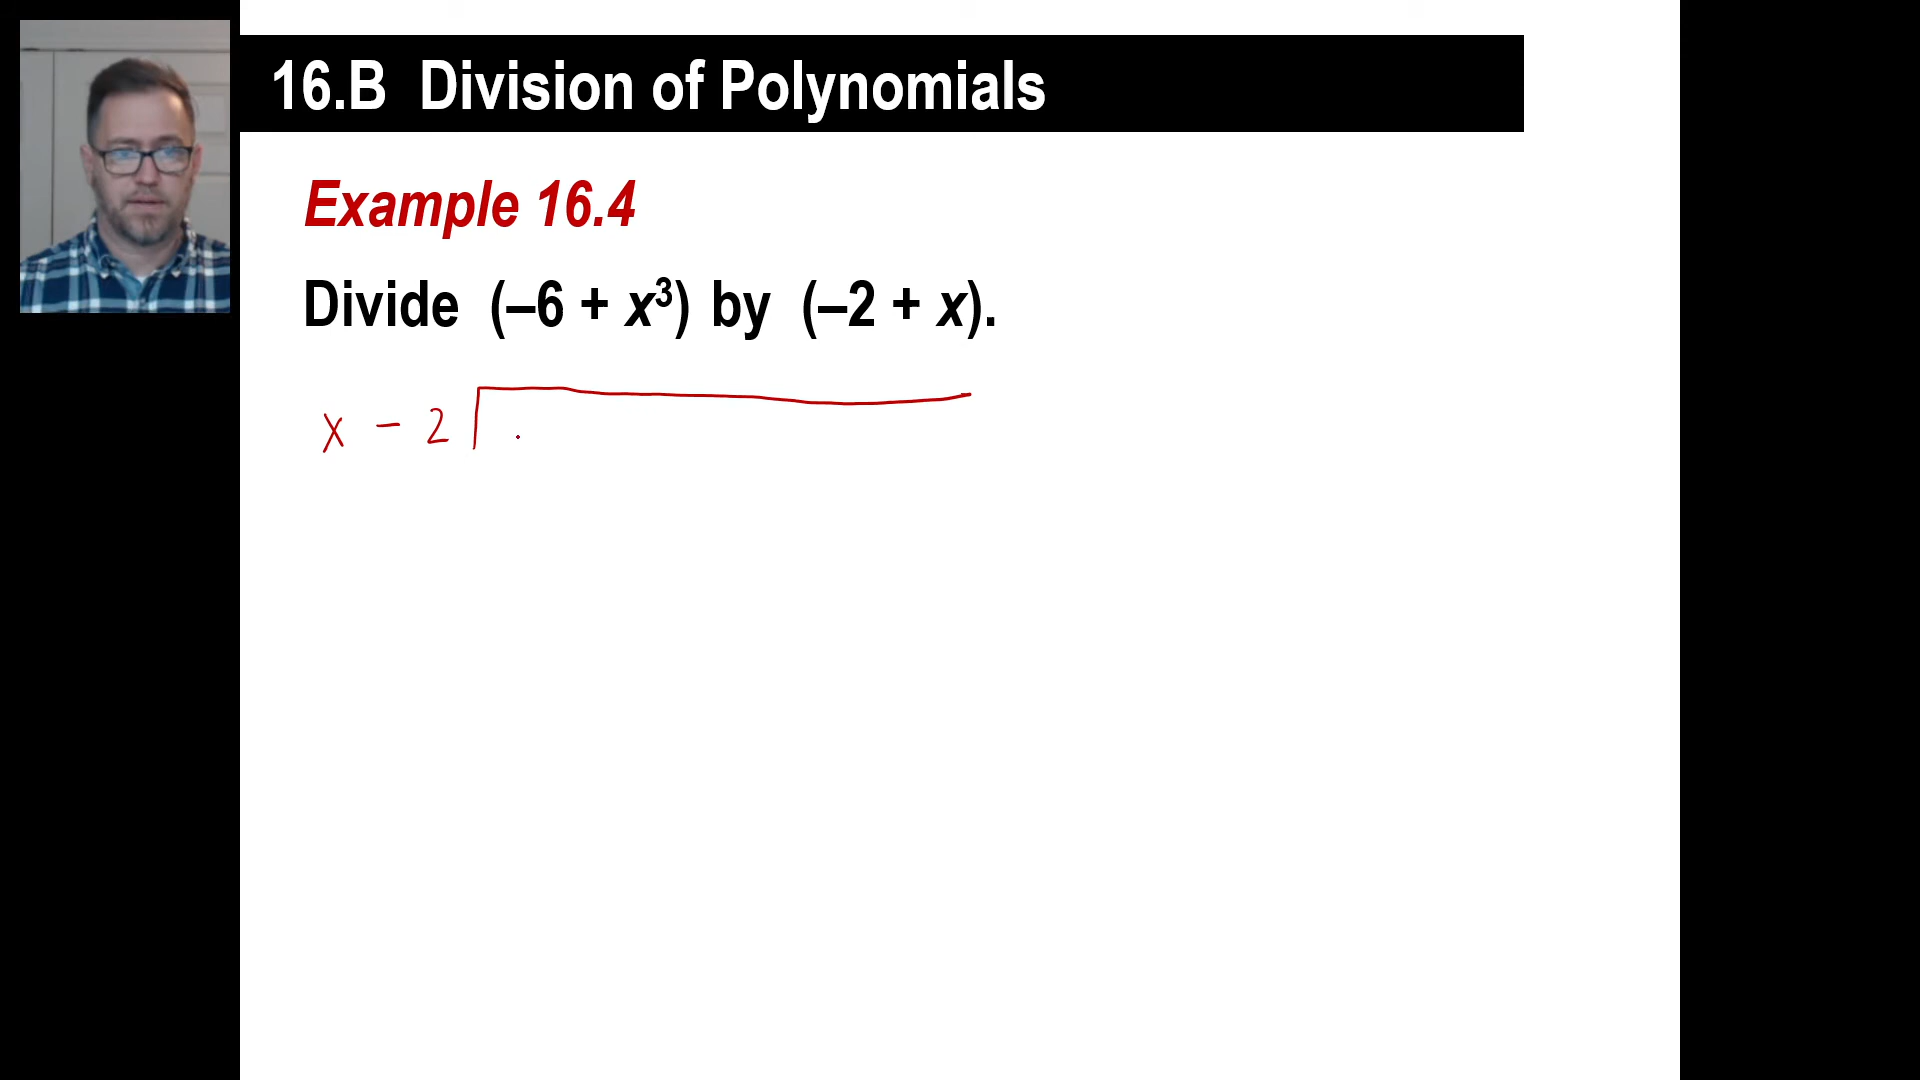 16.B Division of Polynomials
Example 16.4
Divide (–6 + x³) by (–2 + x).
x - 2